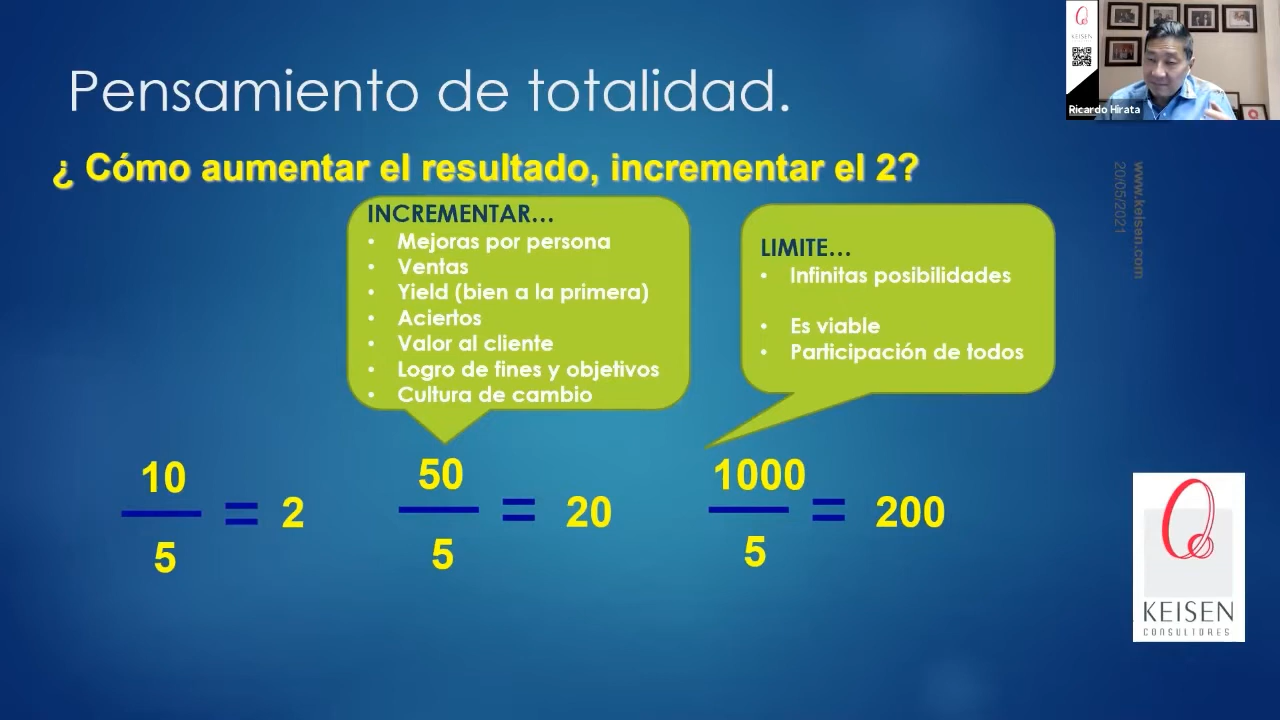 Pensamiento de totalidad.
¿ Cómo aumentar el resultado, incrementar el 2?
INCREMENTAR...
• Mejoras por persona
• Ventas
• Yield (bien a la primera)
• Aciertos
• Valor al cliente
• Logro de fines y objetivos
• Cultura de cambio
LIMITE...
• Infinitas posibilidades
• Es viable
• Participación de todos
10
5
= 2
50
5
= 20
1000
5
= 200
KEISEN
Ricardo Hirata
www.keisen.com
20/05/2021
KEISEN
CONSULTORES